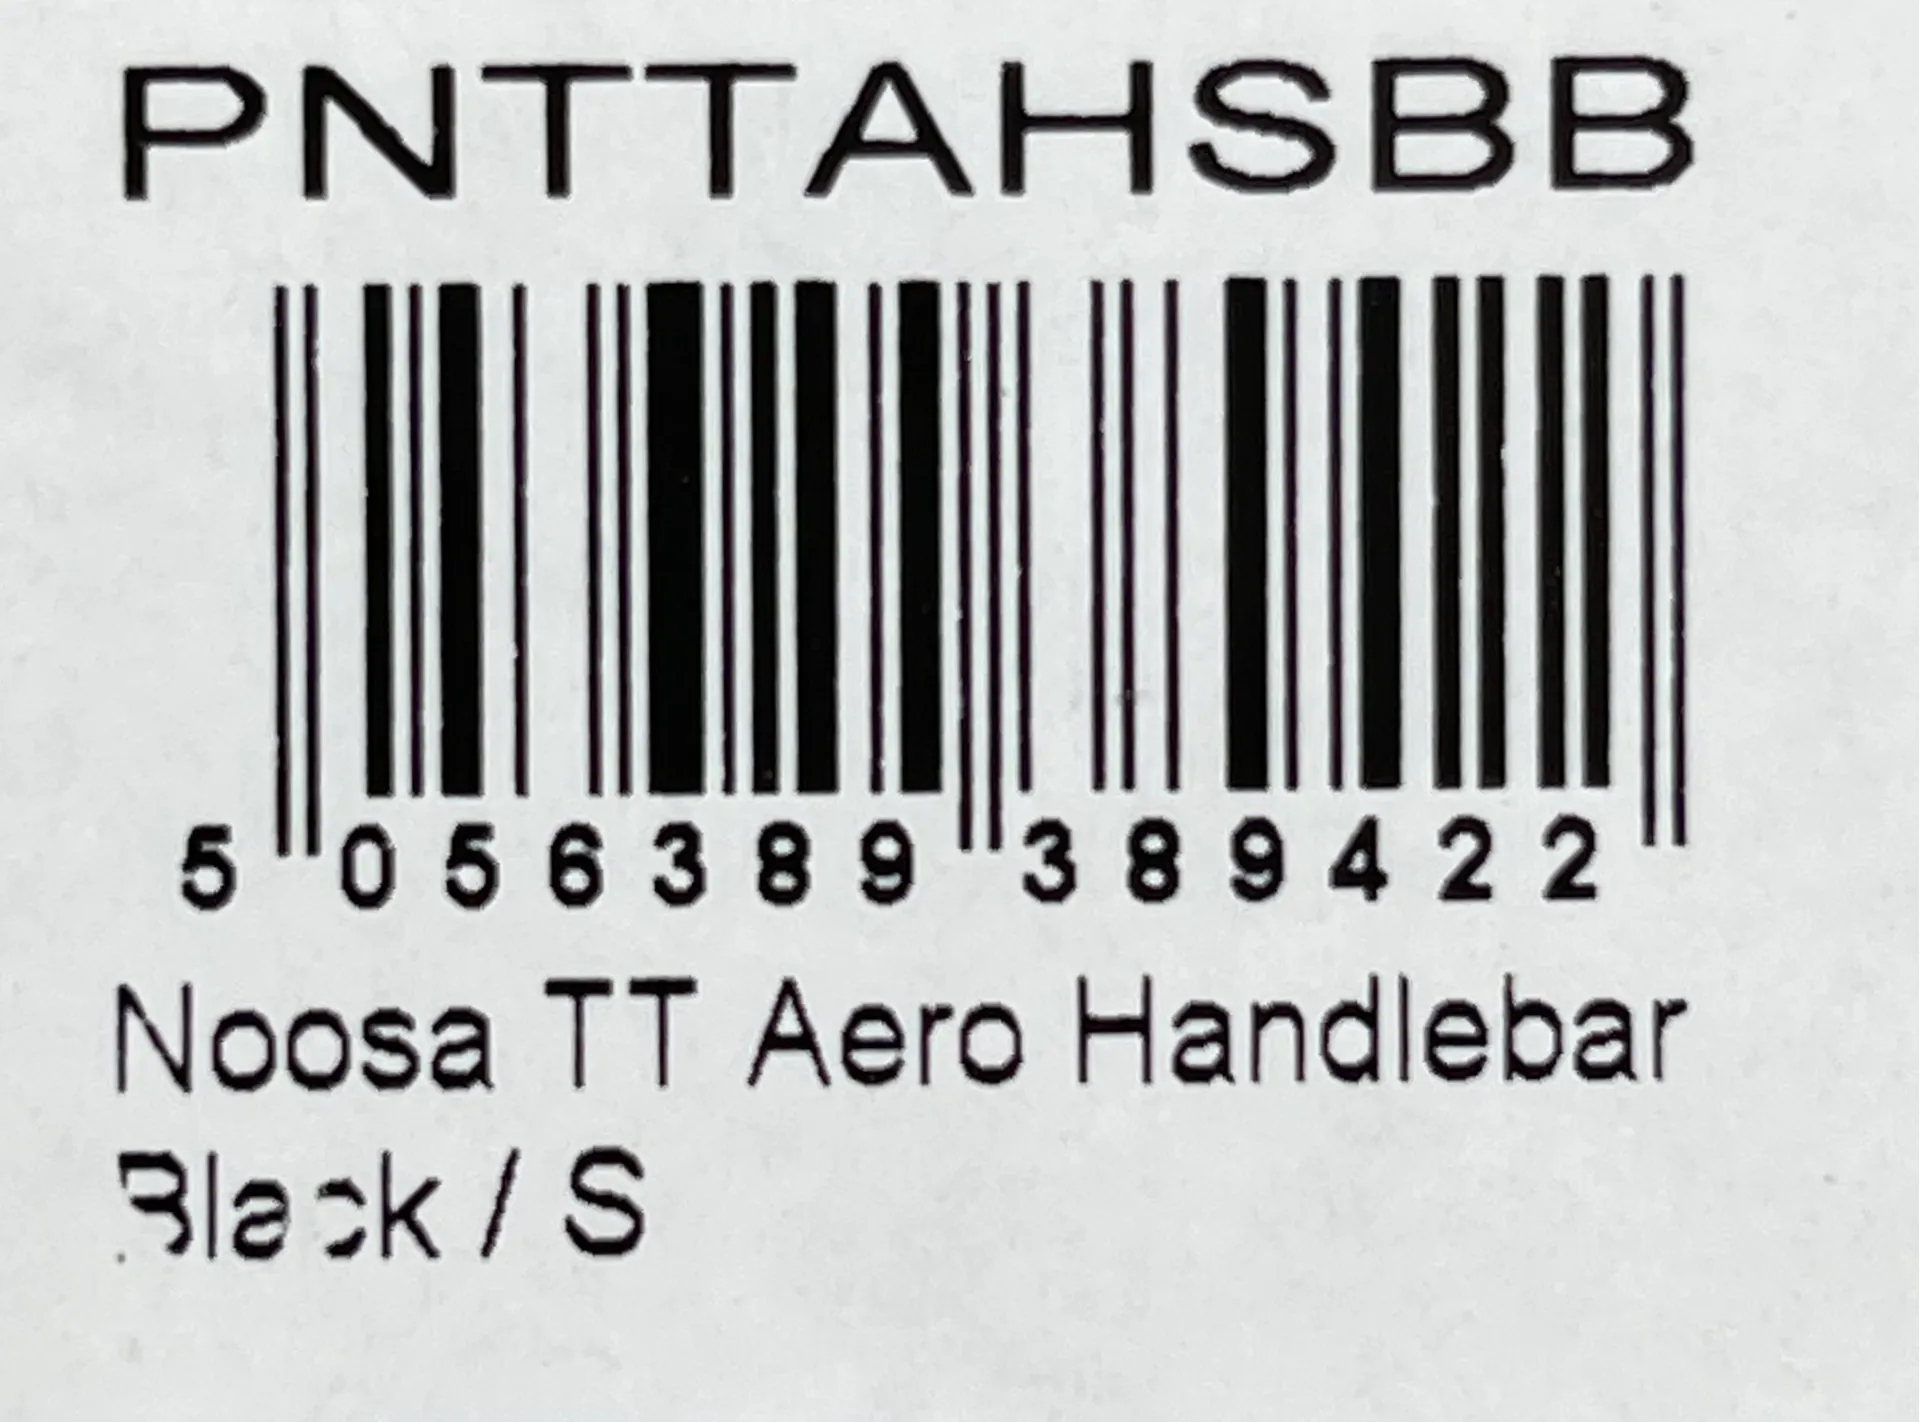 PNTTAHSBB
5 056389 389422
Noosa TT Aero Handlebar
Black / S